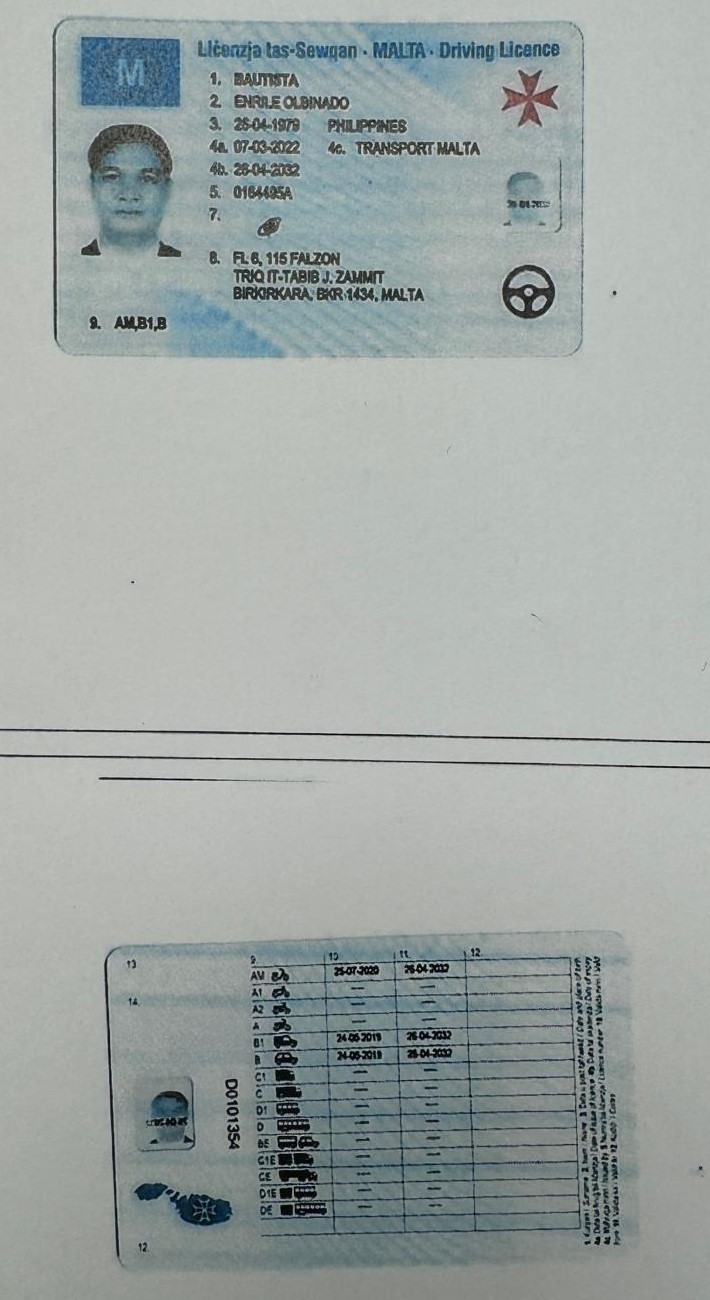 Liċenzja tas-Sewqan · MALTA · Driving Licence
M
1. BAUTISTA
2. ENRILE OLBINADO
3. 26-04-1979 PHILIPPINES
4a. 07-03-2022 4c. TRANSPORT MALTA
4b. 26-04-2032
5. 0164495A
7.
8. FL 6, 115 FALZON
TRIQ IT-TABIB J. ZAMMIT
BIRKIRKARA, BKR 1434, MALTA
9. AM,B1,B
13
14.
D0101354
12
9. 10. 11. 12.
AM 25-07-2020 26-04-2032
A1 — —
A2 — —
A — —
B1 24-06-2019 26-04-2032
B 24-06-2019 26-04-2032
C1 — —
C — —
D1 — —
D — —
BE — —
C1E — —
CE — —
D1E — —
DE — —